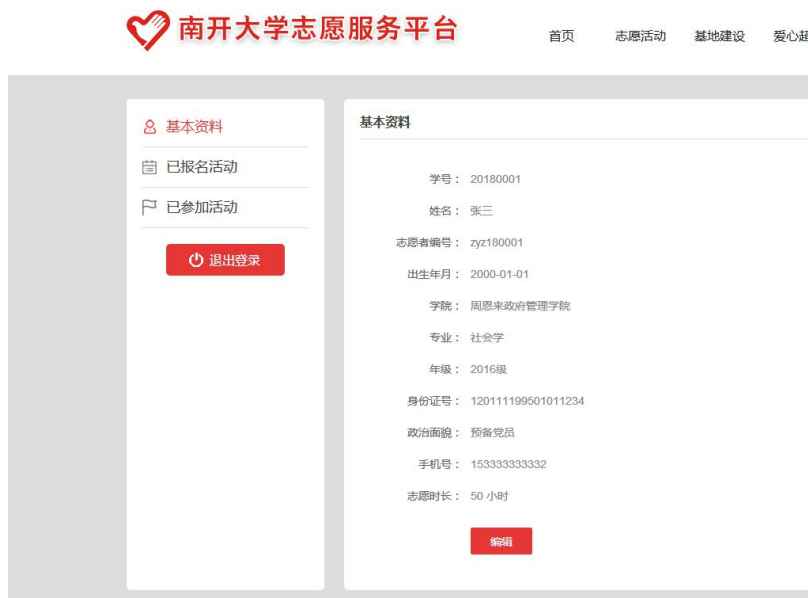 南开大学志愿服务平台
首页 志愿活动 基地建设 爱心超
基本资料
已报名活动
已参加活动
退出登录
基本资料
学号： 20180001
姓名： 张三
志愿者编号： zyz180001
出生年月： 2000-01-01
学院： 周恩来政府管理学院
专业： 社会学
年级： 2016级
身份证号： 120111199501011234
政治面貌： 预备党员
手机号： 153333333332
志愿时长： 50 小时
编辑